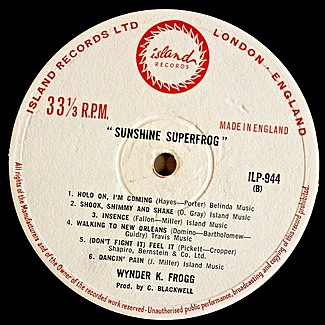 ISLAND RECORDS LTD LONDON - ENGLAND
island
RECORDS
33 1/3 R.P.M.
MADE IN ENGLAND
"SUNSHINE SUPERFROG"
ILP-944
(B)
1. HOLD ON, I'M COMING (Hayes—Porter) Belinda Music
2. SHOOK, SHIMMY AND SHAKE (O. Gray) Island Music
3. INSENCE (Fallon—Miller) Island Music
4. WALKING TO NEW ORLEANS (Domino—Bartholomew—
Guidry) Travis Music
5. (DON'T FIGHT IT) FEEL IT (Pickett—Cropper)
Shapiro, Bernstein & Co. Ltd.
6. DANCIN' PAIN (J. Miller) Island Music
WYNDER K. FROGG
Prod. by C. BLACKWELL
All rights of the Manufacturers and of the Owner of the recorded work reserved—Unauthorised public performance, broadcasting and copying of this record prohibited.